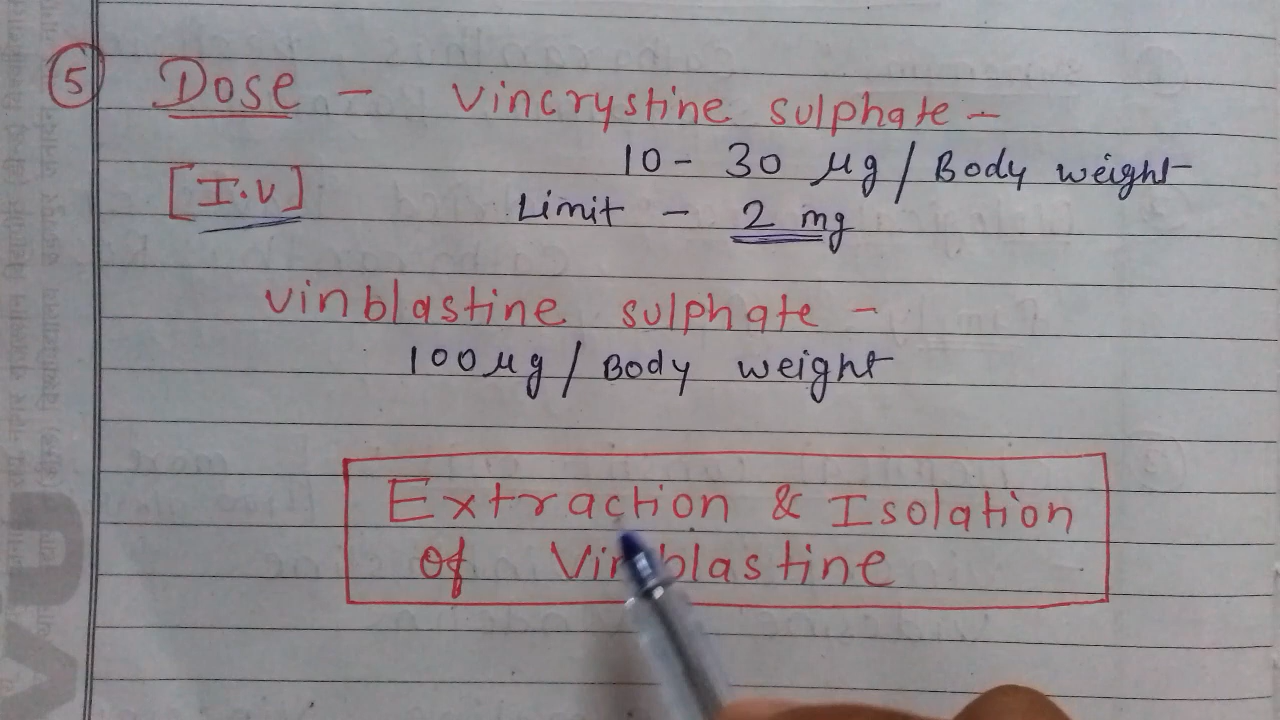 ⑤ Dose - Vincrystine sulphate -
10 - 30 μg / Body weight
[I.V] Limit - 2 mg
Vinblastine sulphate -
100 μg / Body weight
Extraction & Isolation
of Vinblastine